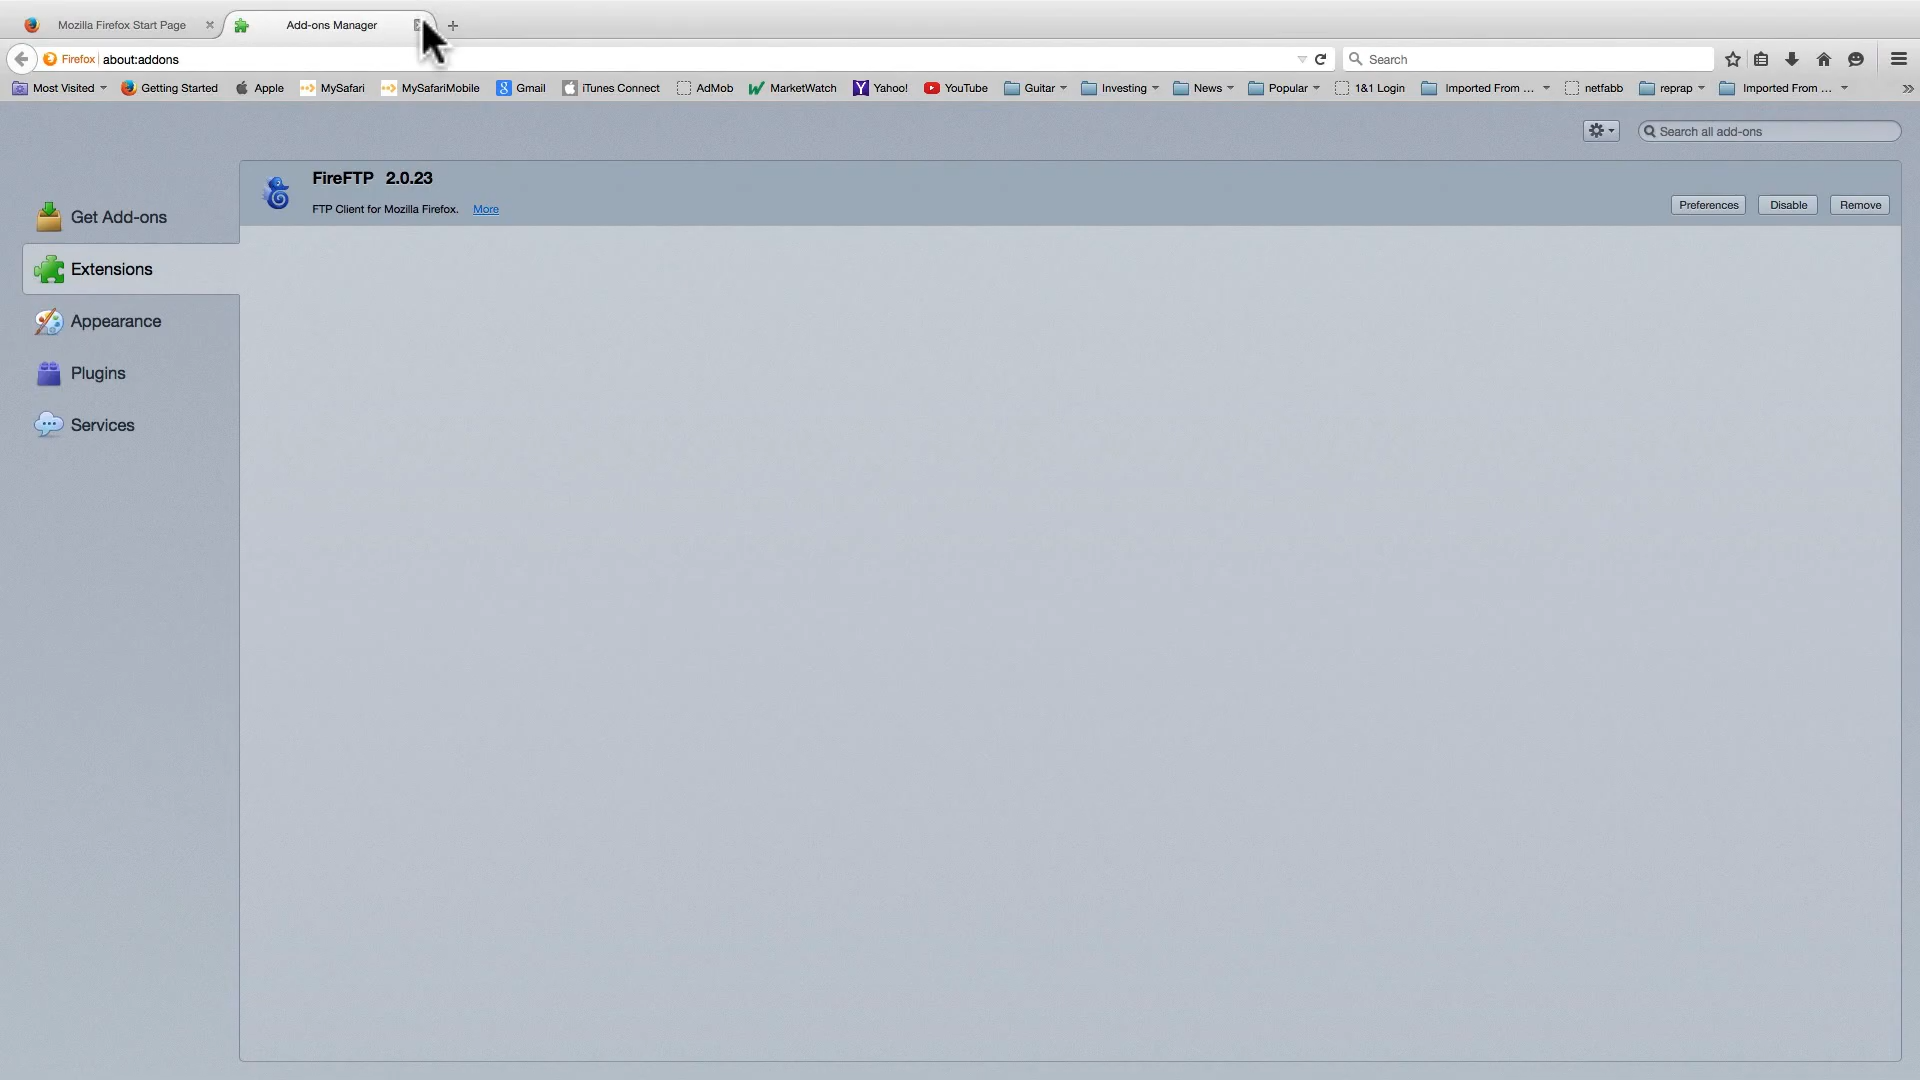 Mozilla Firefox Start Page
Add-ons Manager
Firefox about:addons
Search
Most Visited Getting Started Apple MySafari MySafariMobile Gmail iTunes Connect AdMob MarketWatch Yahoo! YouTube Guitar Investing News Popular 1&1 Login Imported From ... netfabb reprap Imported From ...
Search all add-ons
FireFTP 2.0.23
FTP Client for Mozilla Firefox. More
Preferences Disable Remove
Get Add-ons
Extensions
Appearance
Plugins
Services